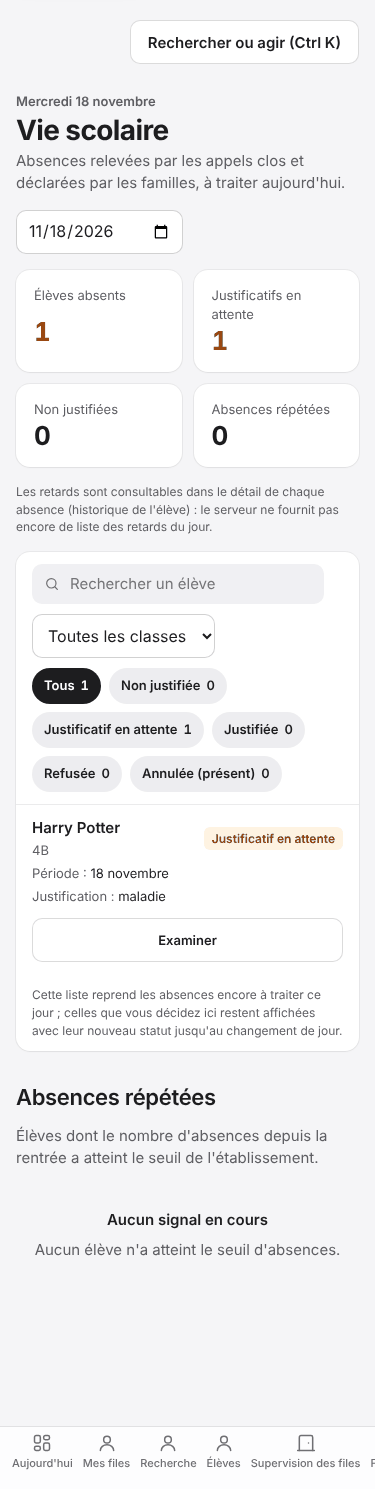 Rechercher ou agir (Ctrl K)
Mercredi 18 novembre
Vie scolaire
Absences relevées par les appels clos et
déclarées par les familles, à traiter aujourd'hui.
11/18/2026
Élèves absents
1
Justificatifs en
attente
1
Non justifiées
0
Absences répétées
0
Les retards sont consultables dans le détail de chaque
absence (historique de l'élève) : le serveur ne fournit pas
encore de liste des retards du jour.
Rechercher un élève
Toutes les classes
Tous 1
Non justifiée 0
Justificatif en attente 1
Justifiée 0
Refusée 0
Annulée (présent) 0
Harry Potter
Justificatif en attente
4B
Période : 18 novembre
Justification : maladie
Examiner
Cette liste reprend les absences encore à traiter ce
jour ; celles que vous décidez ici restent affichées
avec leur nouveau statut jusqu'au changement de jour.
Absences répétées
Élèves dont le nombre d'absences depuis la
rentrée a atteint le seuil de l'établissement.
Aucun signal en cours
Aucun élève n'a atteint le seuil d'absences.
Aujourd'hui
Mes files
Recherche
Élèves
Supervision des files